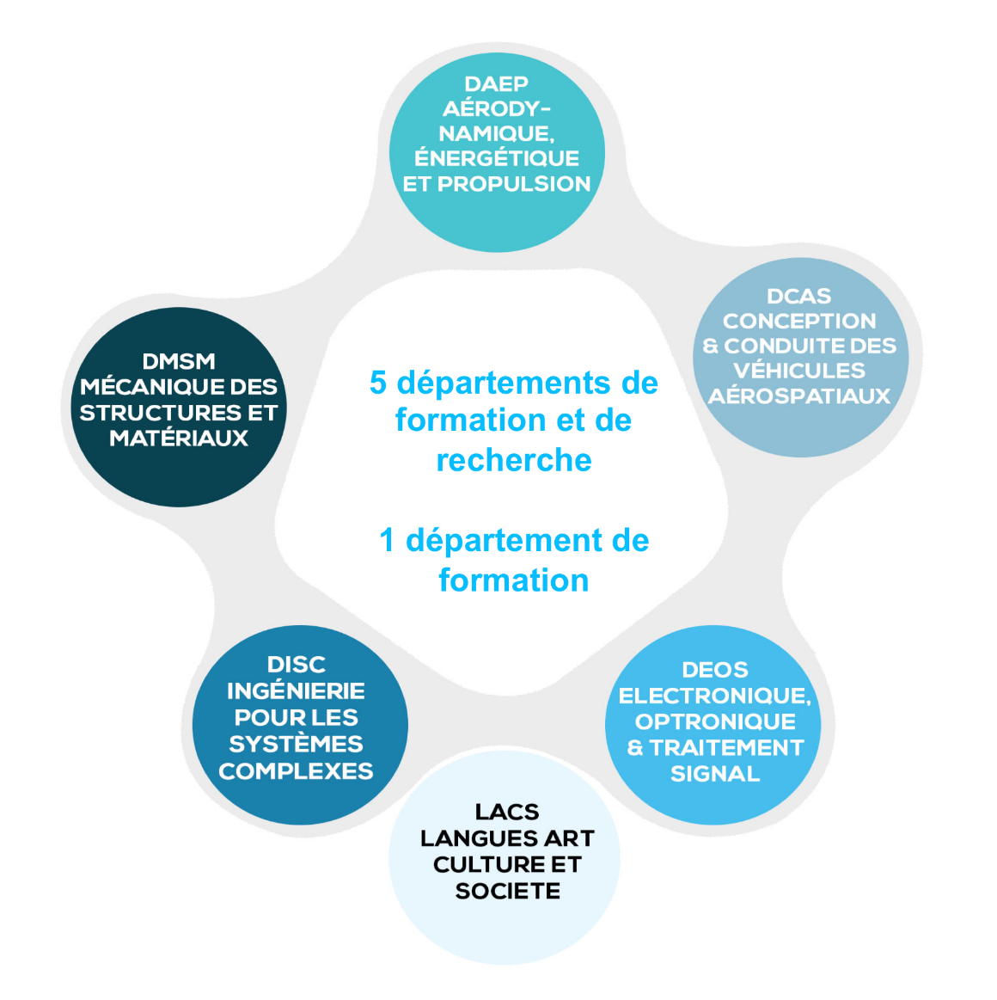 DAEP
AÉRODY-
NAMIQUE,
ÉNERGÉTIQUE
ET PROPULSION
DCAS
CONCEPTION
& CONDUITE DES
VÉHICULES
AÉROSPATIAUX
DMSM
MÉCANIQUE DES
STRUCTURES ET
MATÉRIAUX
5 départements de
formation et de
recherche
1 département de
formation
DISC
INGÉNIERIE
POUR LES
SYSTÈMES
COMPLEXES
DEOS
ELECTRONIQUE,
OPTRONIQUE
& TRAITEMENT
SIGNAL
LACS
LANGUES ART
CULTURE ET
SOCIETE